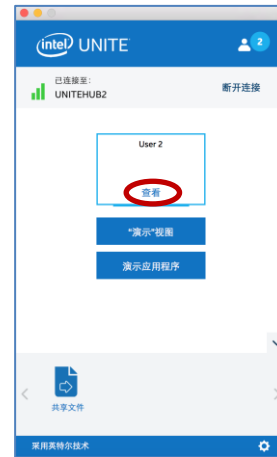 intel UNITE
2
已连接至:
UNITEHUB2
断开连接
User 2
查看
"演示"视图
演示应用程序
共享文件
采用英特尔技术